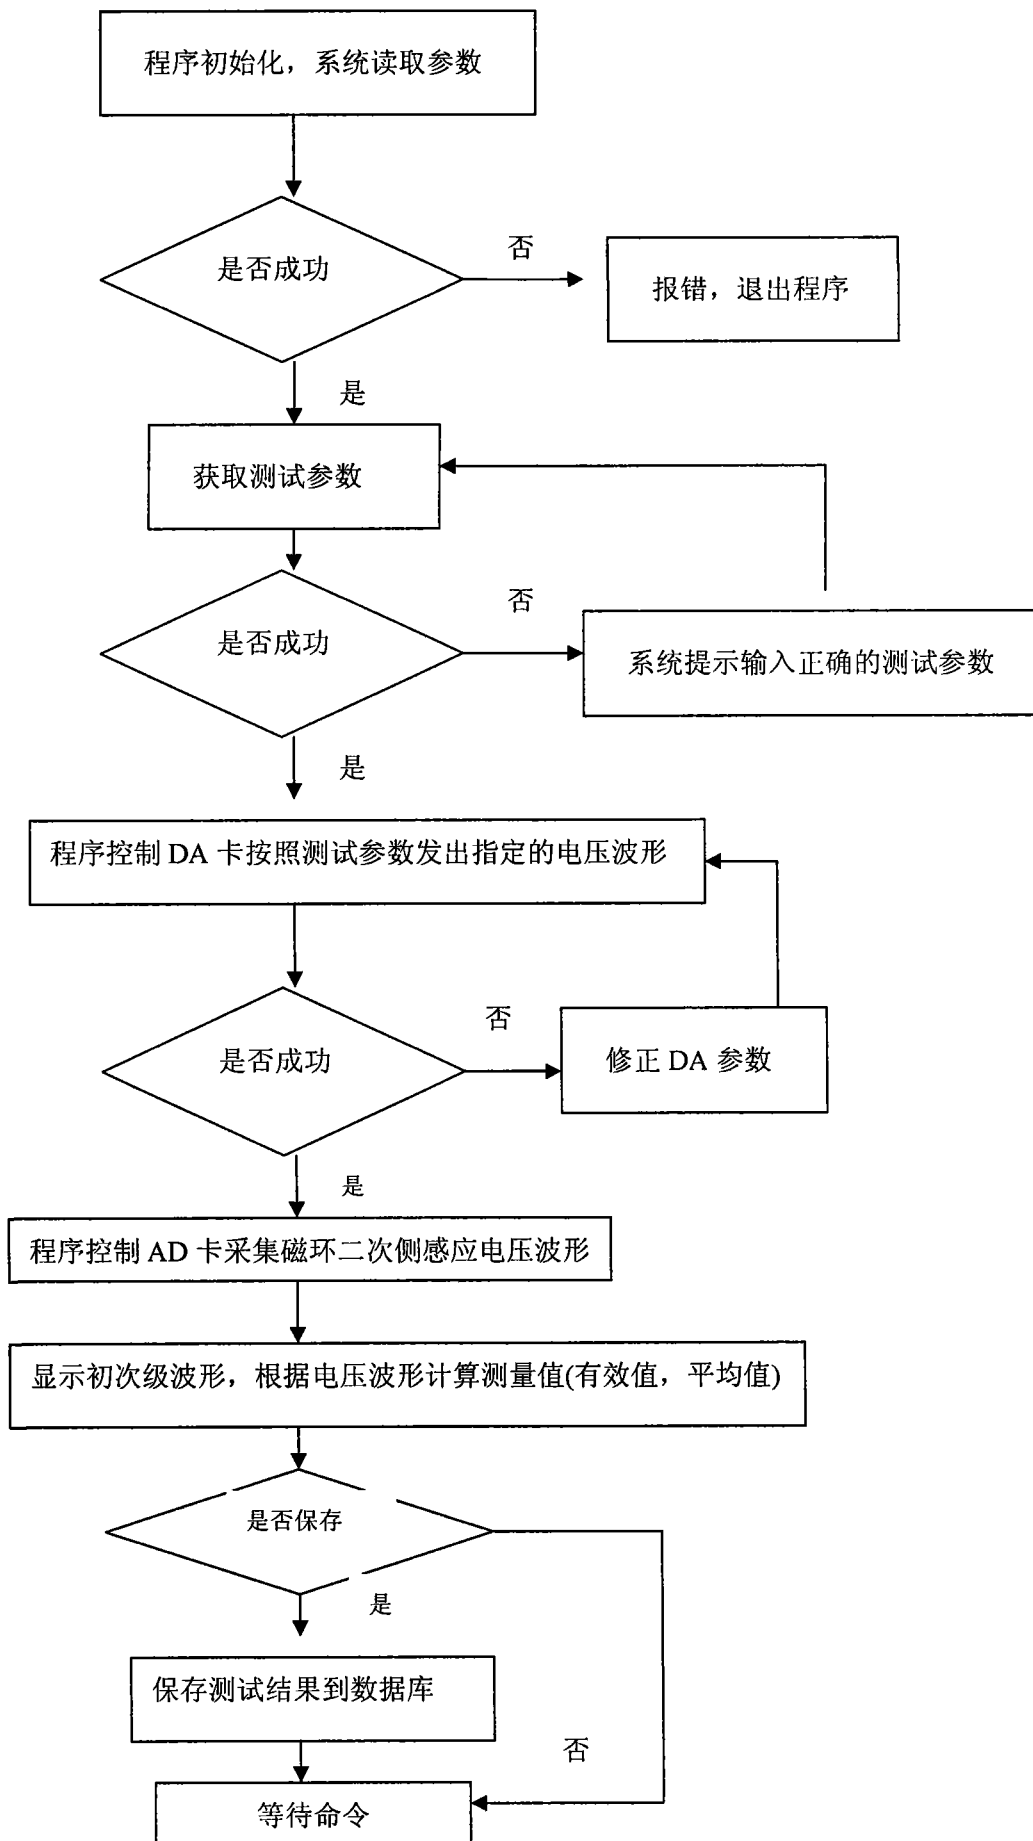 程序初始化，系统读取参数
是否成功
否
报错，退出程序
是
获取测试参数
是否成功
否
系统提示输入正确的测试参数
是
程序控制 DA 卡按照测试参数发出指定的电压波形
是否成功
否
修正 DA 参数
是
程序控制 AD 卡采集磁环二次侧感应电压波形
显示初次级波形，根据电压波形计算测量值(有效值，平均值)
是否保存
是
保存测试结果到数据库
否
等待命令